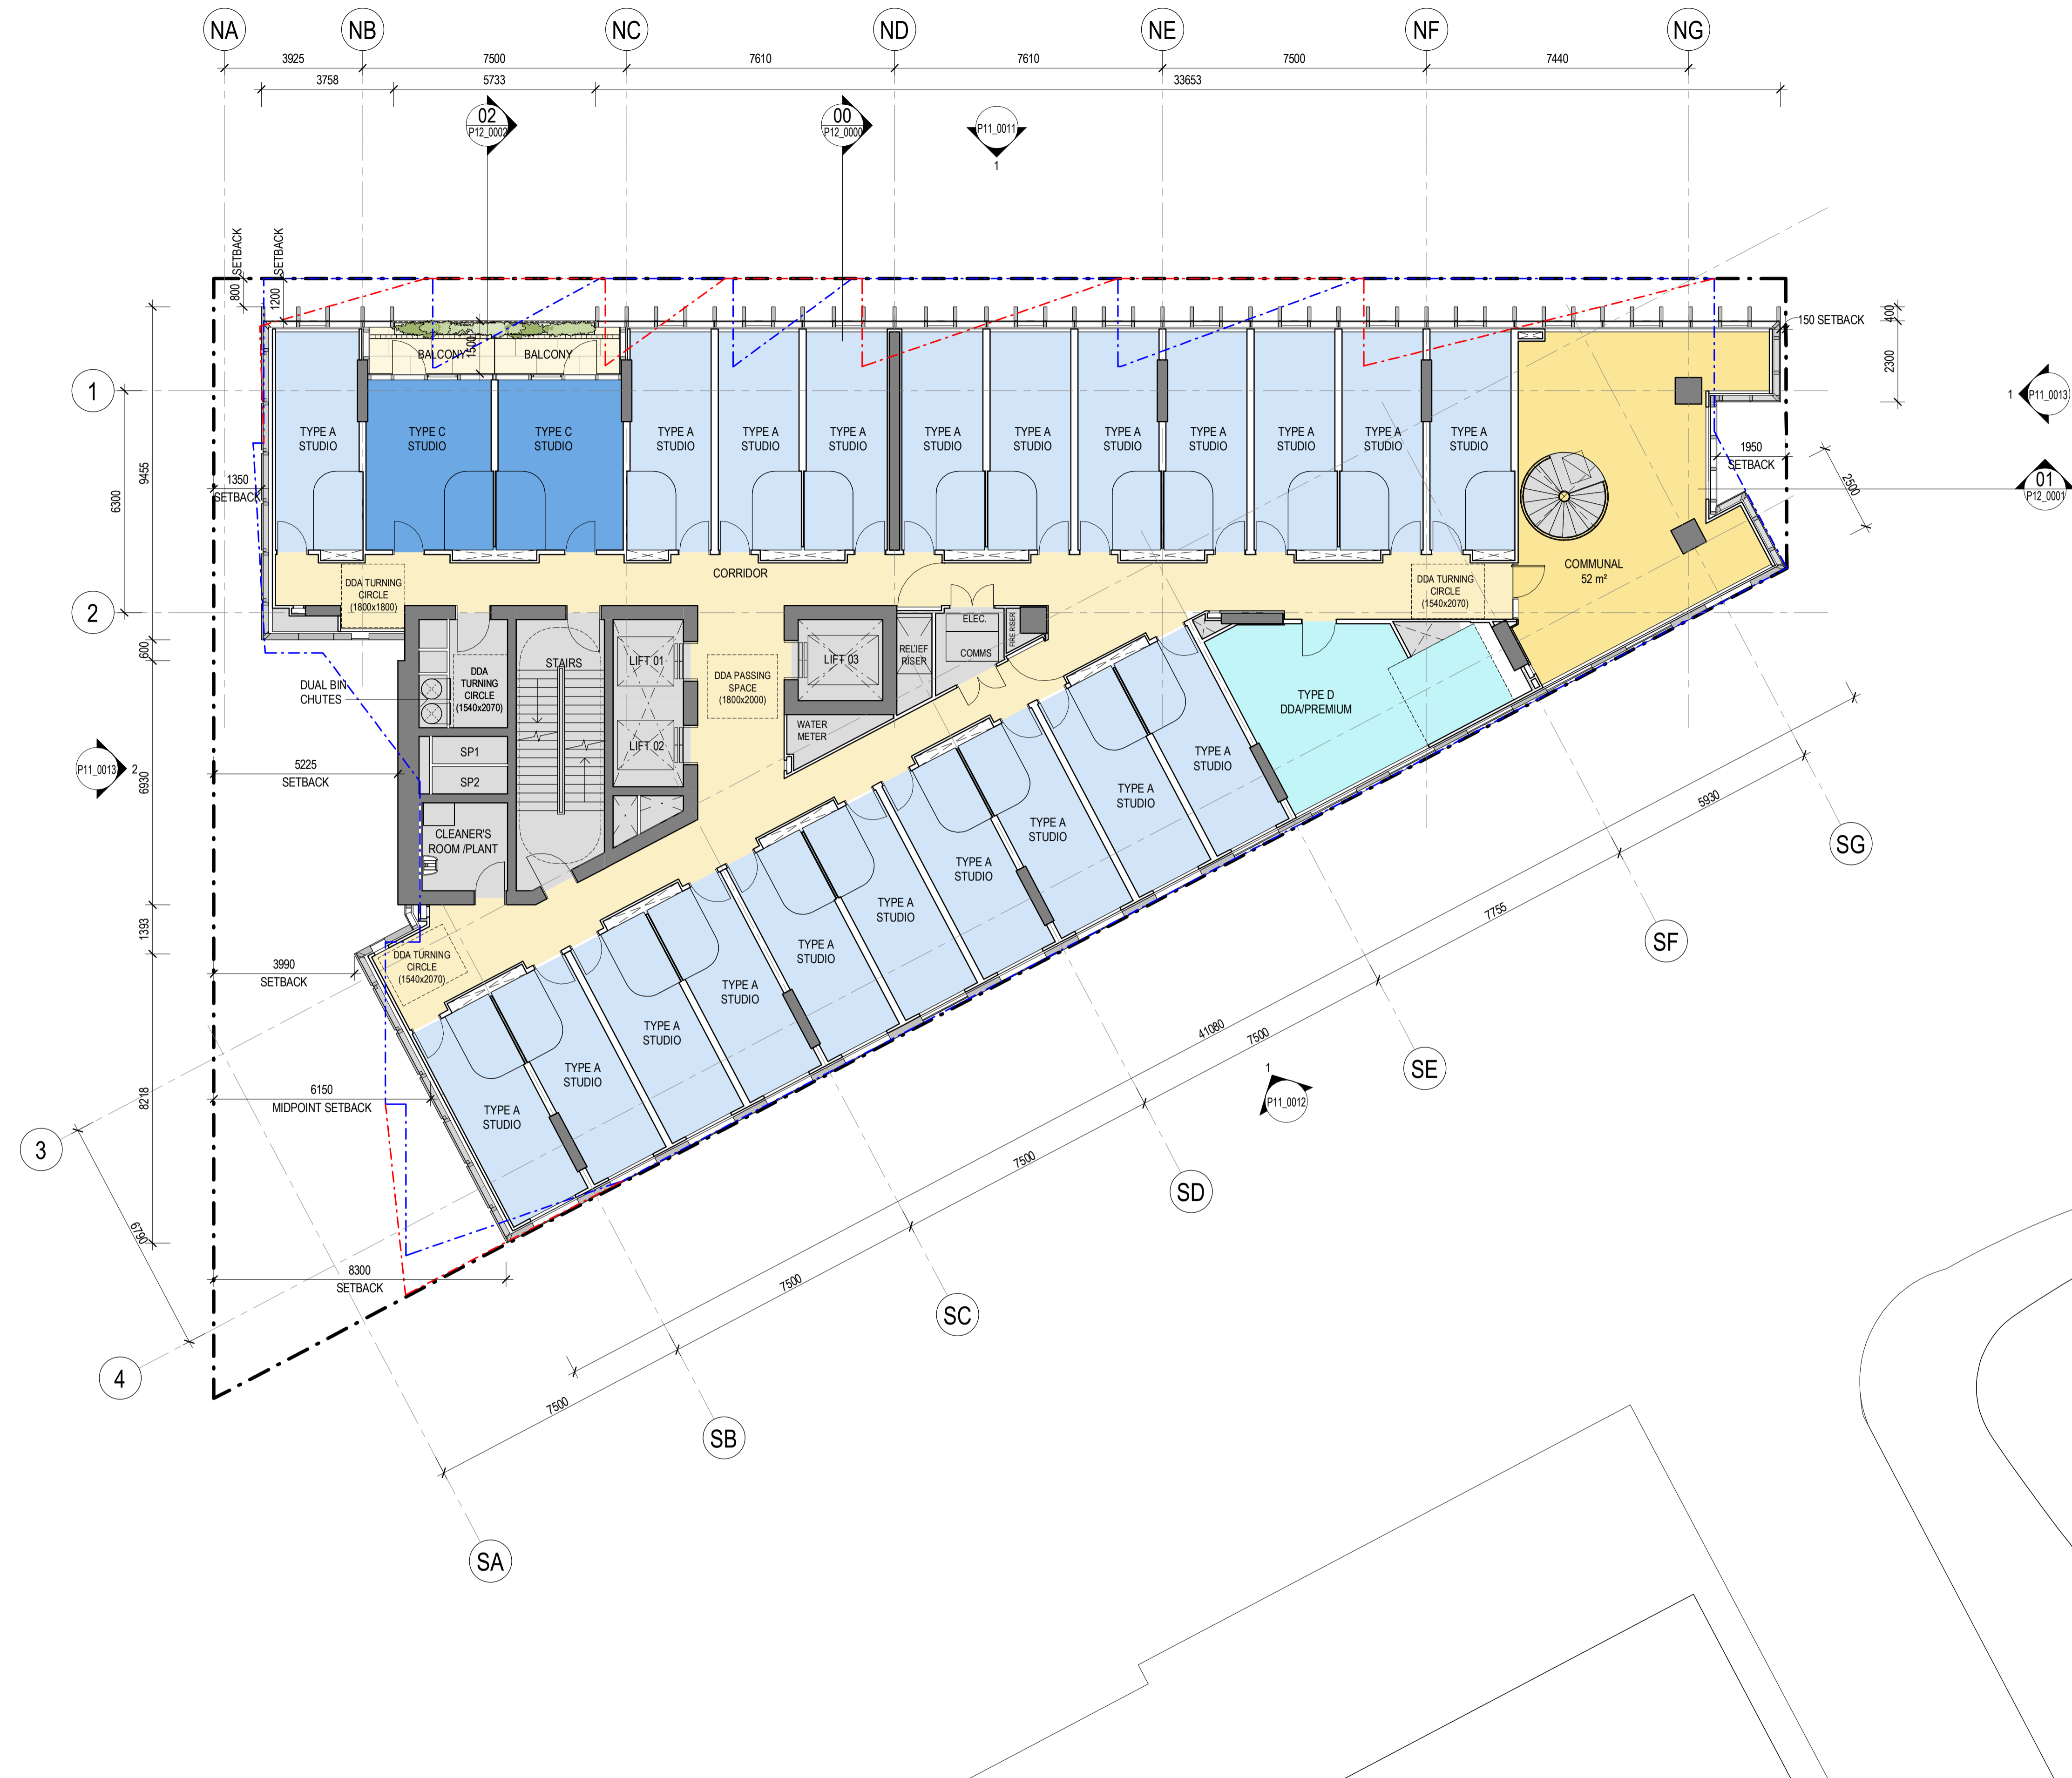 NA
NB
NC
ND
NE
NF
NG
3925
7500
7610
7610
7500
7440
3758
5733
33653
02
P12_0002
00
P12_0000
P11_0011
1
800
SETBACK
1200
SETBACK
400
150 SETBACK
2300
BALCONY
1500
BALCONY
1
1
P11_0013
TYPE A
STUDIO
TYPE C
STUDIO
TYPE C
STUDIO
TYPE A
STUDIO
TYPE A
STUDIO
TYPE A
STUDIO
TYPE A
STUDIO
TYPE A
STUDIO
TYPE A
STUDIO
TYPE A
STUDIO
TYPE A
STUDIO
TYPE A
STUDIO
TYPE A
STUDIO
9455
6300
1350
SETBACK
1950
SETBACK
2500
01
P12_0001
COMMUNAL
52 m²
CORRIDOR
DDA TURNING
CIRCLE
(1800x1800)
DDA TURNING
CIRCLE
(1540x2070)
2
600
ELEC.
COMMS
FIRE RISER
RELIEF
RISER
STAIRS
LIFT 01
LIFT 03
DDA
TURNING
CIRCLE
(1540x2070)
DDA PASSING
SPACE
(1800x2000)
DUAL BIN
CHUTES
TYPE D
DDA/PREMIUM
WATER
METER
LIFT 02
SP1
SP2
P11_0013
2
5225
SETBACK
6930
CLEANER'S
ROOM /PLANT
TYPE A
STUDIO
TYPE A
STUDIO
TYPE A
STUDIO
TYPE A
STUDIO
TYPE A
STUDIO
TYPE A
STUDIO
TYPE A
STUDIO
TYPE A
STUDIO
TYPE A
STUDIO
TYPE A
STUDIO
1393
3990
SETBACK
DDA TURNING
CIRCLE
(1540x2070)
5930
SG
7755
SF
41080
7500
SE
8218
6150
MIDPOINT SETBACK
1
P11_0012
3
7500
SD
6790
8300
SETBACK
7500
SC
4
7500
SB
SA